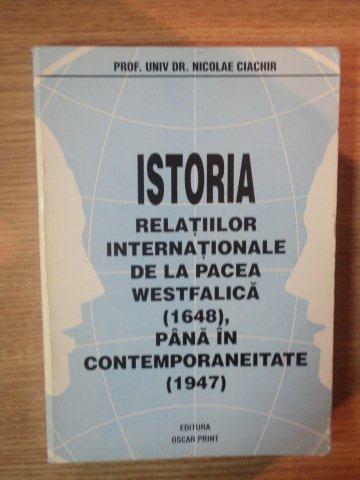 PROF. UNIV DR. NICOLAE CIACHIR
ISTORIA
RELAȚIILOR
INTERNAȚIONALE
DE LA PACEA
WESTFALICĂ
(1648),
PÂNĂ ÎN
CONTEMPORANEITATE
(1947)
EDITURA
OSCAR PRINT